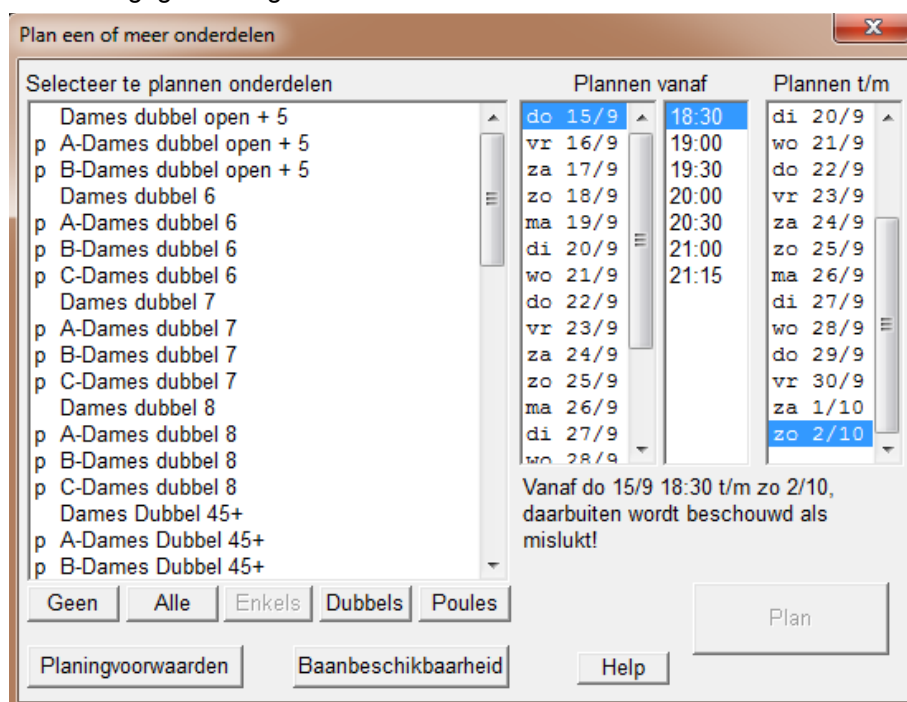 Plan een of meer onderdelen
Selecteer te plannen onderdelen
Dames dubbel open + 5
p A-Dames dubbel open + 5
p B-Dames dubbel open + 5
Dames dubbel 6
p A-Dames dubbel 6
p B-Dames dubbel 6
p C-Dames dubbel 6
Dames dubbel 7
p A-Dames dubbel 7
p B-Dames dubbel 7
p C-Dames dubbel 7
Dames dubbel 8
p A-Dames dubbel 8
p B-Dames dubbel 8
p C-Dames dubbel 8
Dames Dubbel 45+
p A-Dames Dubbel 45+
p B-Dames Dubbel 45+
Plannen vanaf
do 15/9
vr 16/9
za 17/9
zo 18/9
ma 19/9
di 20/9
wo 21/9
do 22/9
vr 23/9
za 24/9
zo 25/9
ma 26/9
di 27/9
wo 28/9
18:30
19:00
19:30
20:00
20:30
21:00
21:15
Plannen t/m
di 20/9
wo 21/9
do 22/9
vr 23/9
za 24/9
zo 25/9
ma 26/9
di 27/9
wo 28/9
do 29/9
vr 30/9
za 1/10
zo 2/10
Vanaf do 15/9 18:30 t/m zo 2/10,
daarbuiten wordt beschouwd als
mislukt!
Geen Alle Enkels Dubbels Poules
Plan
Planingvoorwaarden Baanbeschikbaarheid Help